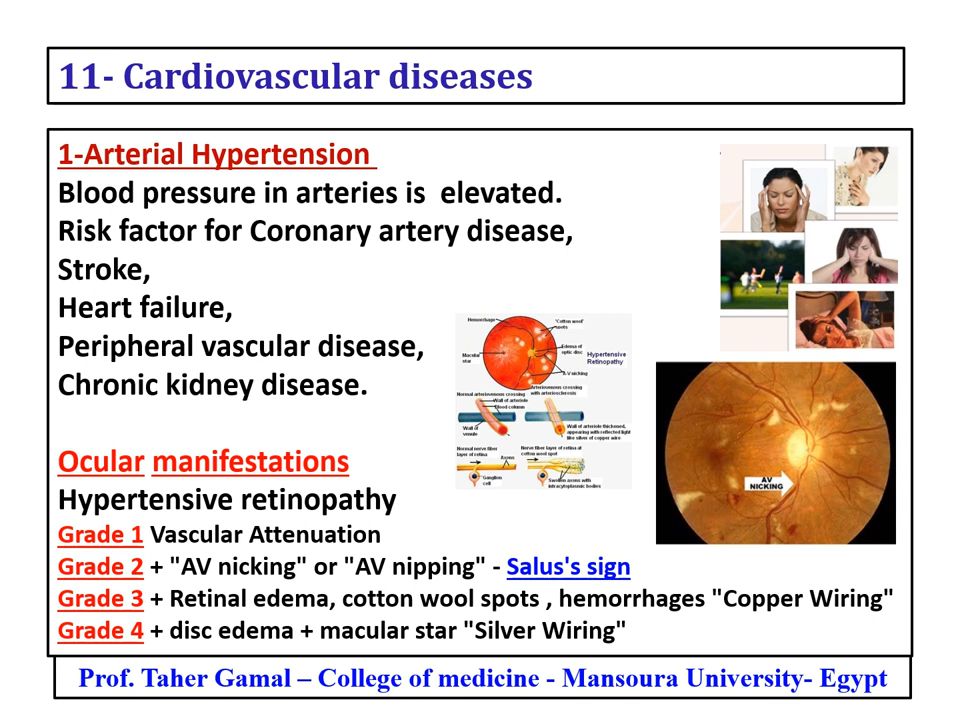 11- Cardiovascular diseases
1-Arterial Hypertension
Blood pressure in arteries is elevated.
Risk factor for Coronary artery disease,
Stroke,
Heart failure,
Peripheral vascular disease,
Chronic kidney disease.
Ocular manifestations
Hypertensive retinopathy
Grade 1 Vascular Attenuation
Grade 2 + "AV nicking" or "AV nipping" - Salus's sign
Grade 3 + Retinal edema, cotton wool spots , hemorrhages "Copper Wiring"
Grade 4 + disc edema + macular star "Silver Wiring"
Hemorrhage
"Cotton wool"
spots
Macular
star
Edema of
optic disc
Hypertensive
Retinopathy
A-V nicking
Normal arteriovenous crossing
Wall of arteriole
Blood column
Wall of
venule
Arteriovenous crossing
with arteriosclerosis
Wall of arteriole thickened,
appearing with reflected light
like silver of copper wire
Normal nerve fiber
layer of retina
Axons
Ganglion
cell
Nerve fiber layer of retina at
cotton wool spot
Swollen axons with
intracytoplasmic bodies
AV
NICKING
Prof. Taher Gamal – College of medicine - Mansoura University- Egypt